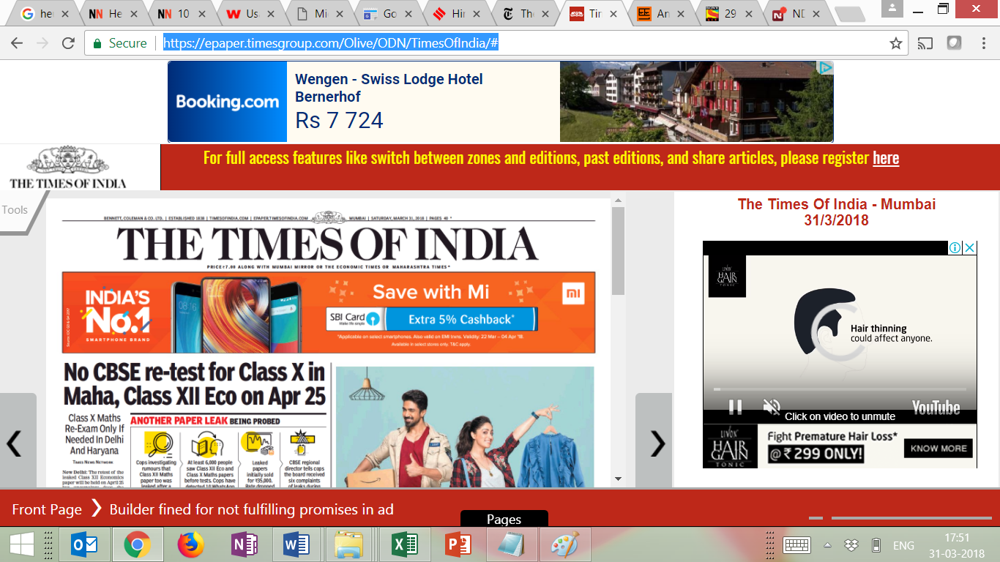 he
NN He
NN 10
W Usa
Mi
Go
Hir
The
Tir
An
29
ND
Secure https://epaper.timesgroup.com/Olive/ODN/TimesOfIndia/#
Booking.com
Wengen - Swiss Lodge Hotel
Bernerhof
Rs 7 724
THE TIMES OF INDIA
For full access features like switch between zones and editions, past editions, and share articles, please register here
Tools
BENNETT, COLEMAN & CO. LTD. | ESTABLISHED 1838 | TIMESOFINDIA.COM | EPAPER.TIMESOFINDIA.COM MUMBAI | SATURDAY, MARCH 31, 2018 | PAGES 48 *
THE TIMES OF INDIA
PRICE ₹7.00 ALONG WITH MUMBAI MIRROR OR THE ECONOMIC TIMES OR MAHARASHTRA TIMES*
INDIA'S
No.1
SMARTPHONE BRAND
08 16
08:16
Save with Mi
mi
SBI Card
Make life simple
Extra 5% Cashback*
*Applicable on select smartphones. Also valid on EMI trans. Validity: 22 Mar – 04 Apr '18.
Available in select stores only. T&C apply.
No CBSE re-test for Class X in
Maha, Class XII Eco on Apr 25
Class X Maths
Re-Exam Only If
Needed In Delhi
And Haryana
TIMES NEWS NETWORK
New Delhi: The retest of the
leaked Class XII Economics
paper will be held on April 25
ANOTHER PAPER LEAK BEING PROBED
Cops investigating
rumours that
Class XII Maths
paper too was
leaked after a
At least 6,000 people
saw Class XII Eco and
Class X Maths papers
before tests. Cops have
detected 10 WhatsApp
Leaked
papers
initially sold
for ₹35,000.
Rate dropped
CBSE regional
director tells cops
the board received
six complaints
of leaks during
The Times Of India - Mumbai
31/3/2018
LIVON
HAIR
GAIN
TONIC
Hair thinning
could affect anyone.
YouTube
Click on video to unmute
LIVON
HAIR
GAIN
TONIC
Fight Premature Hair Loss*
@ ₹ 299 ONLY!
KNOW MORE
Front Page Builder fined for not fulfilling promises in ad
Pages
ENG
17:51
31-03-2018